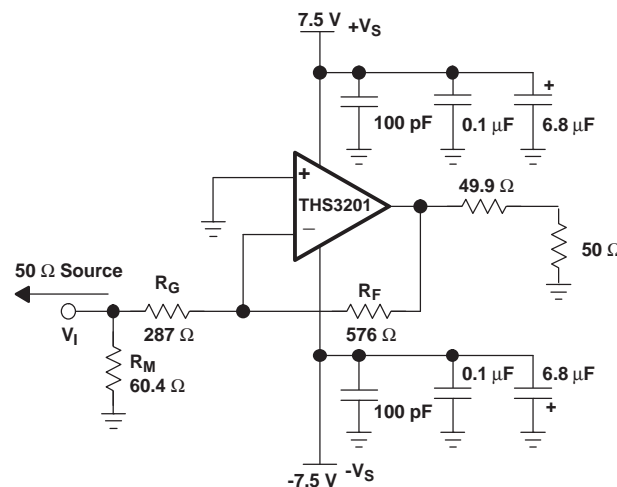 7.5 V
+VS
+
100 pF
0.1 µF
6.8 µF
+
THS3201
−
49.9 Ω
50 Ω
50 Ω Source
RG
RF
VI
287 Ω
576 Ω
RM
60.4 Ω
0.1 µF
6.8 µF
100 pF
+
-7.5 V
-VS